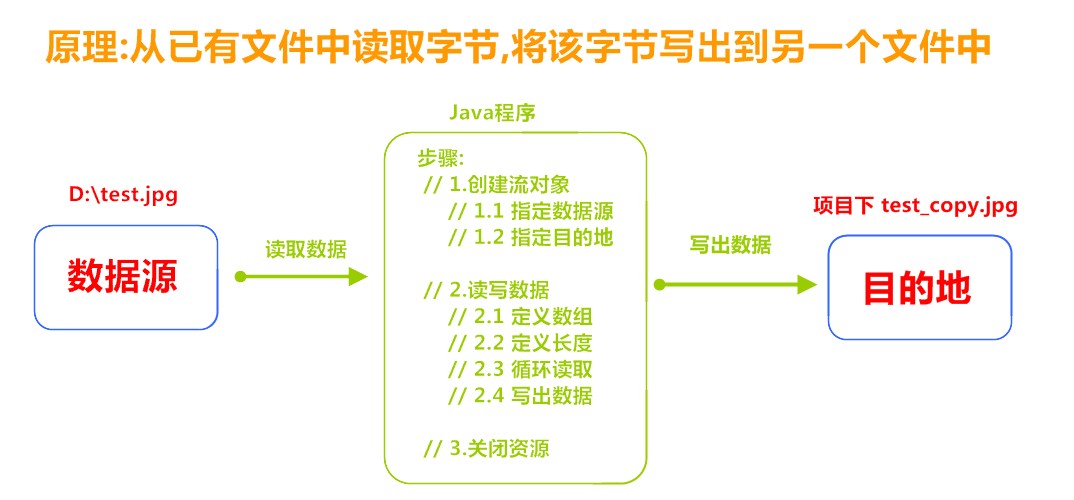 原理:从已有文件中读取字节,将该字节写出到另一个文件中
Java程序
D:\test.jpg
数据源
读取数据
步骤:
// 1.创建流对象
// 1.1 指定数据源
// 1.2 指定目的地
// 2.读写数据
// 2.1 定义数组
// 2.2 定义长度
// 2.3 循环读取
// 2.4 写出数据
// 3.关闭资源
写出数据
项目下 test_copy.jpg
目的地